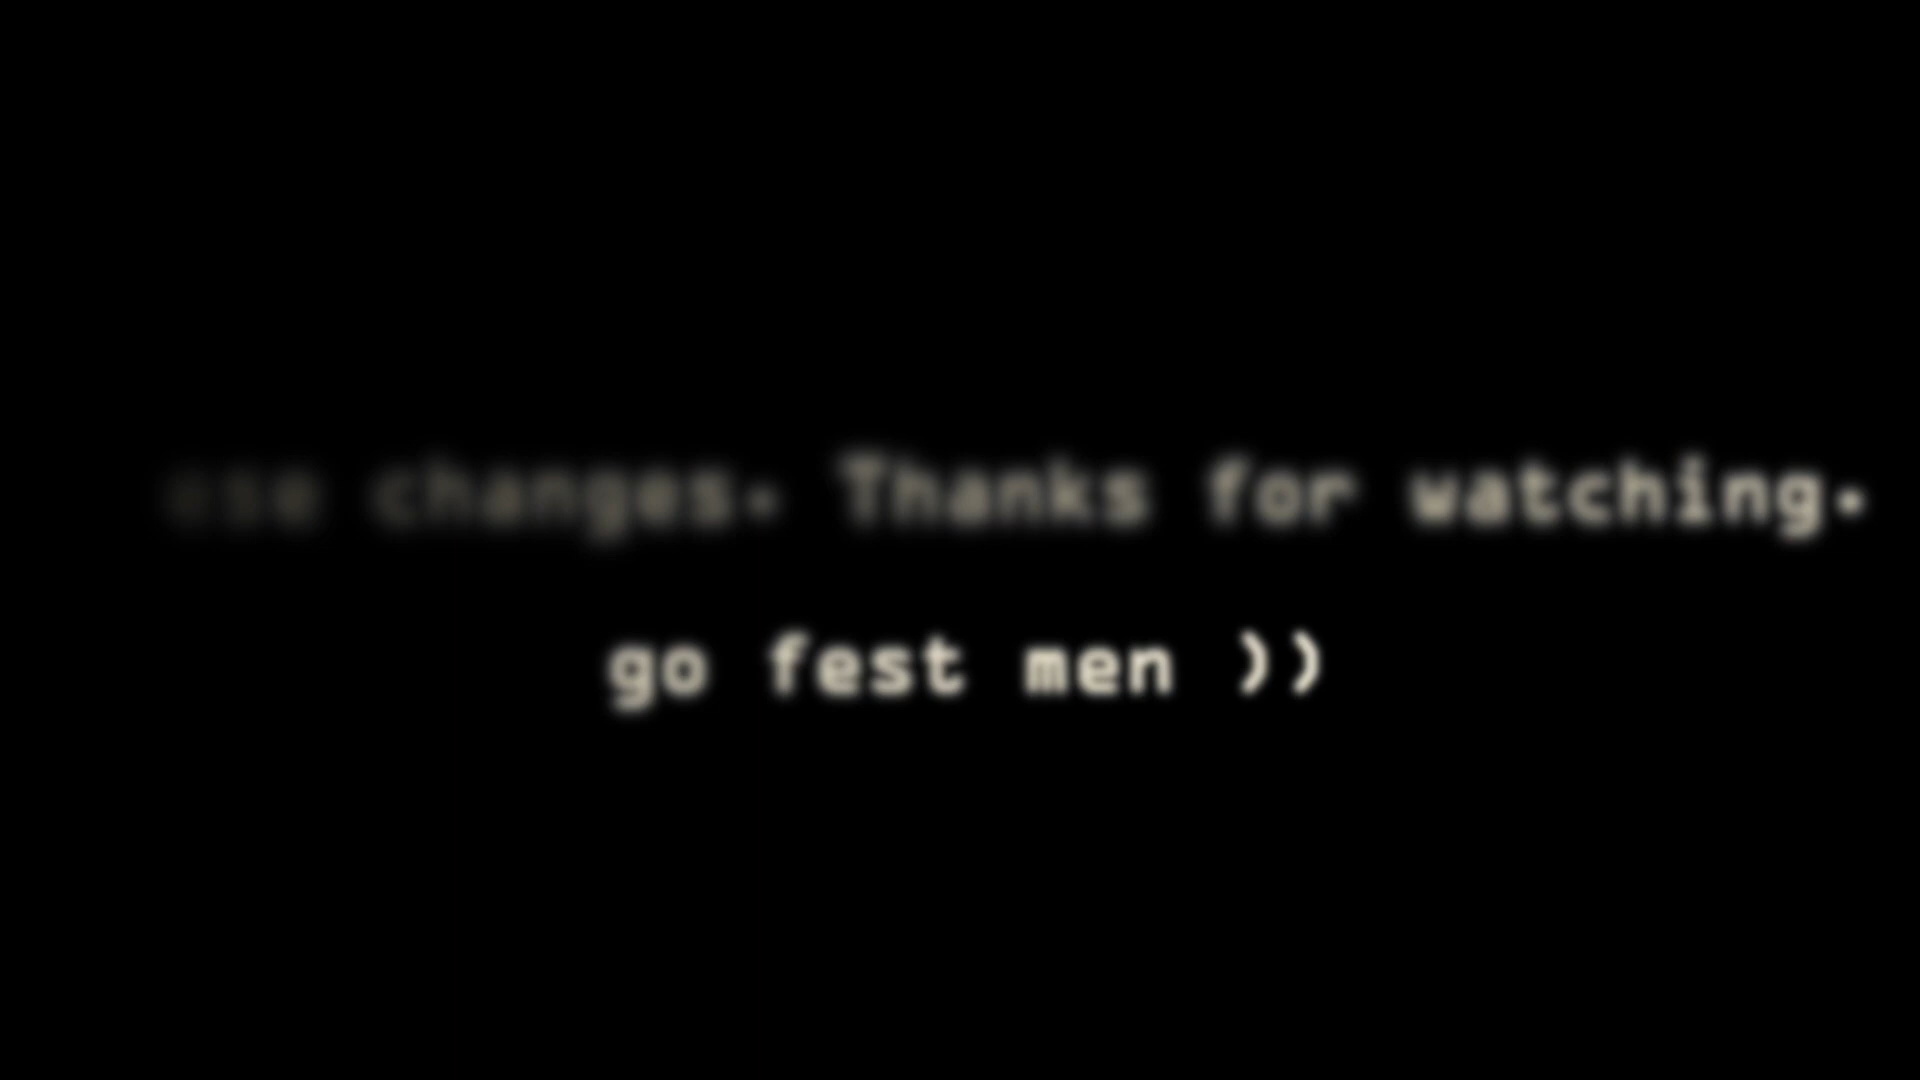 changes. Thanks for watching.
go fest men ))